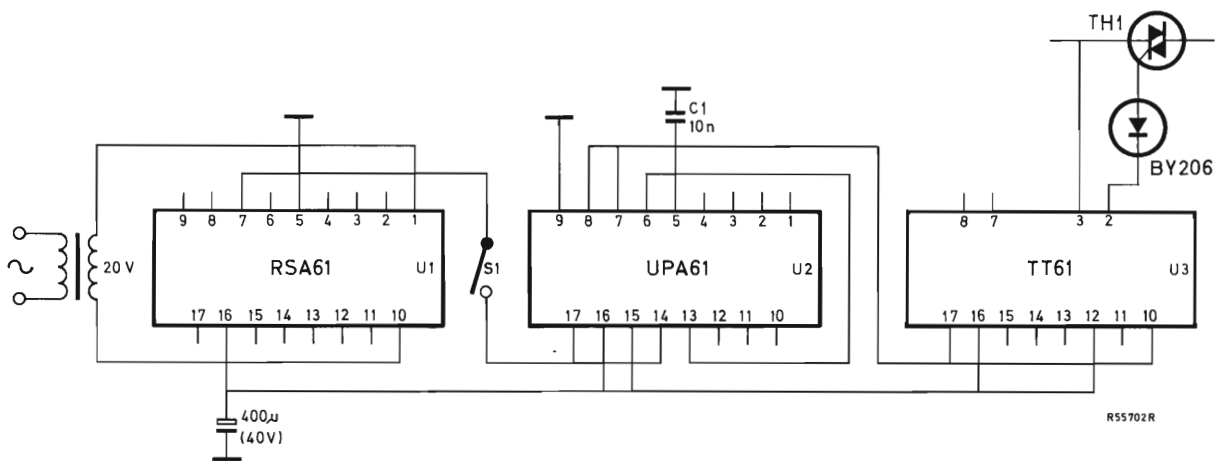 TH1
C1
10n
BY206
9 8 7 6 5 4 3 2 1
9 8 7 6 5 4 3 2 1
8 7 3 2
20 V
RSA61
U1
S1
UPA61
U2
TT61
U3
17 16 15 14 13 12 11 10
17 16 15 14 13 12 11 10
17 16 15 14 13 12 11 10
400µ
(40V)
RS5702R